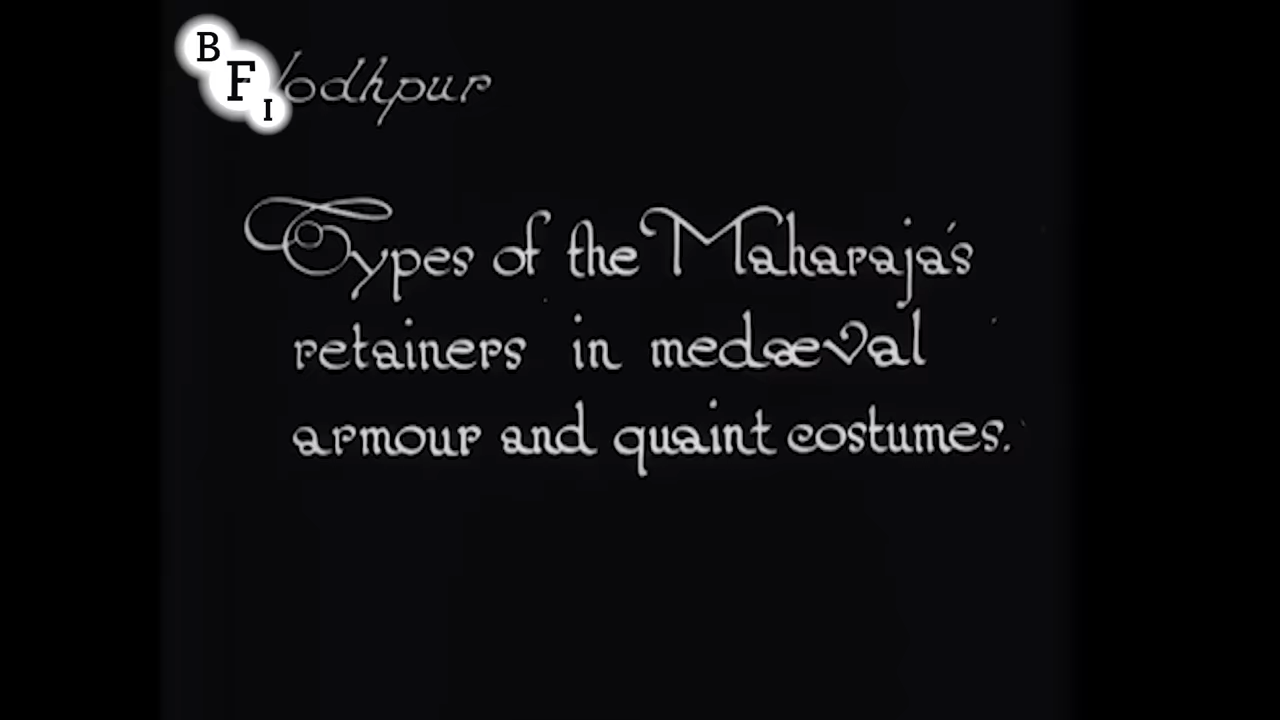 BFI
Jodhpur
Types of the Maharaja's
retainers in medæval
armour and quaint costumes.